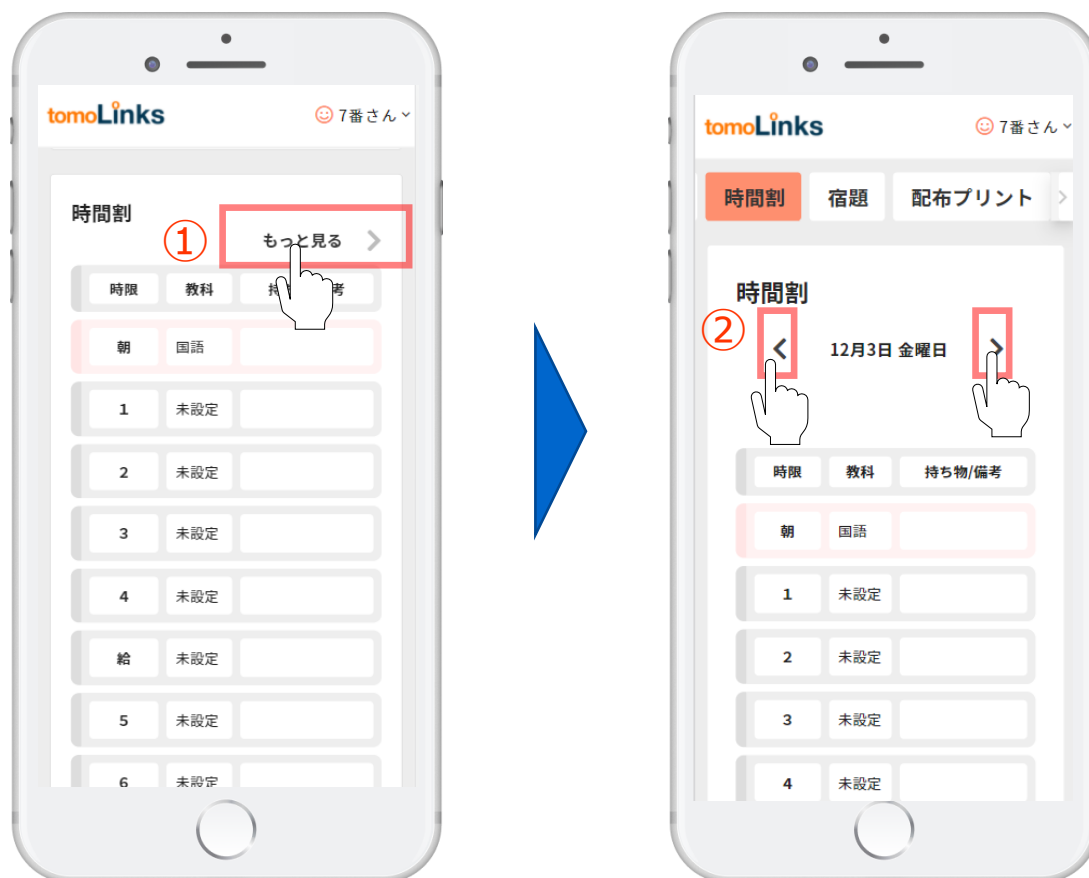 tomoLinks
7番さん
時間割
①
もっと見る
時限 教科
朝 国語
1 未設定
2 未設定
3 未設定
4 未設定
給 未設定
5 未設定
6 未設定
tomoLinks
7番さん
時間割 宿題 配布プリント
時間割
②
12月3日 金曜日
時限 教科 持ち物/備考
朝 国語
1 未設定
2 未設定
3 未設定
4 未設定